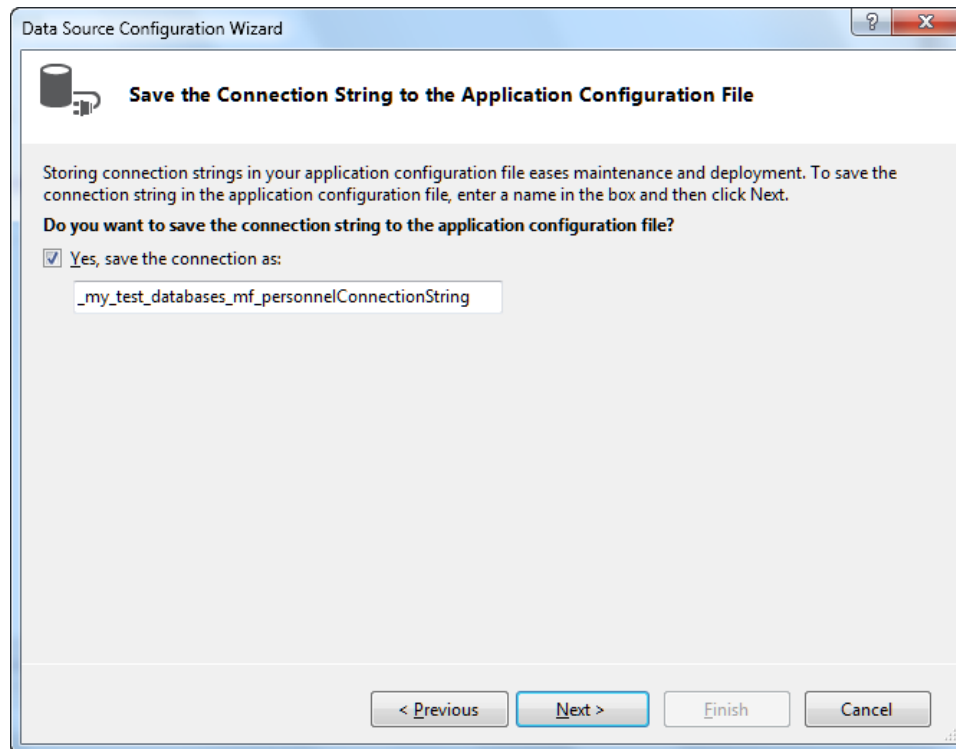 Data Source Configuration Wizard
?
Save the Connection String to the Application Configuration File
Storing connection strings in your application configuration file eases maintenance and deployment. To save the
connection string in the application configuration file, enter a name in the box and then click Next.
Do you want to save the connection string to the application configuration file?
Yes, save the connection as:
_my_test_databases_mf_personnelConnectionString
< Previous
Next >
Finish
Cancel